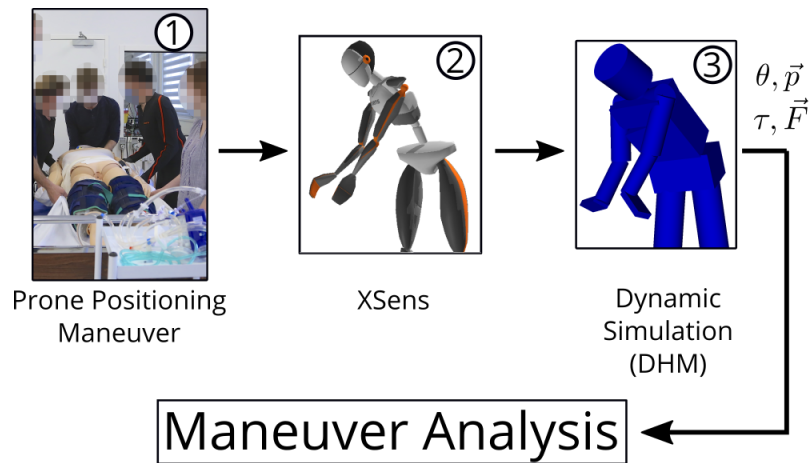 ①
②
③
θ, p⃗
τ, F⃗
Prone Positioning
Maneuver
XSens
Dynamic
Simulation
(DHM)
Maneuver Analysis